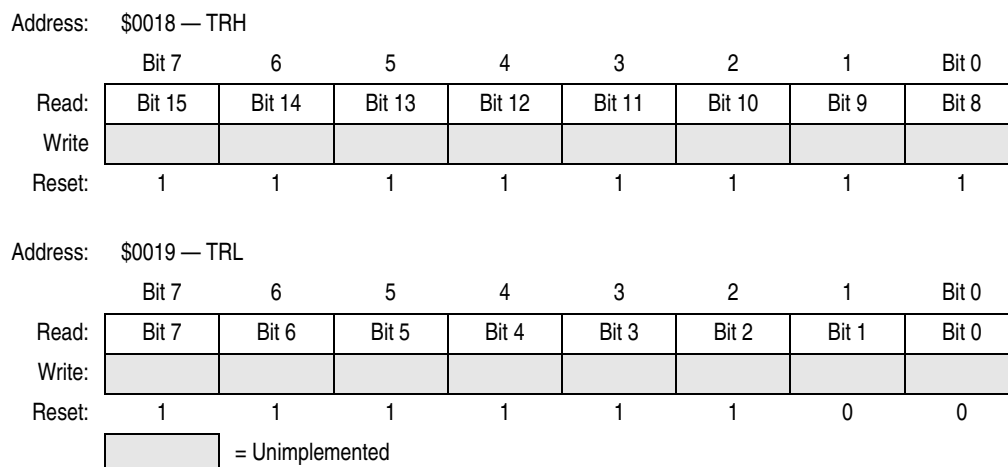 Address: $0018 — TRH
Bit 7 6 5 4 3 2 1 Bit 0
Read: Bit 15 Bit 14 Bit 13 Bit 12 Bit 11 Bit 10 Bit 9 Bit 8
Write
Reset: 1 1 1 1 1 1 1 1
Address: $0019 — TRL
Bit 7 6 5 4 3 2 1 Bit 0
Read: Bit 7 Bit 6 Bit 5 Bit 4 Bit 3 Bit 2 Bit 1 Bit 0
Write:
Reset: 1 1 1 1 1 1 0 0
= Unimplemented